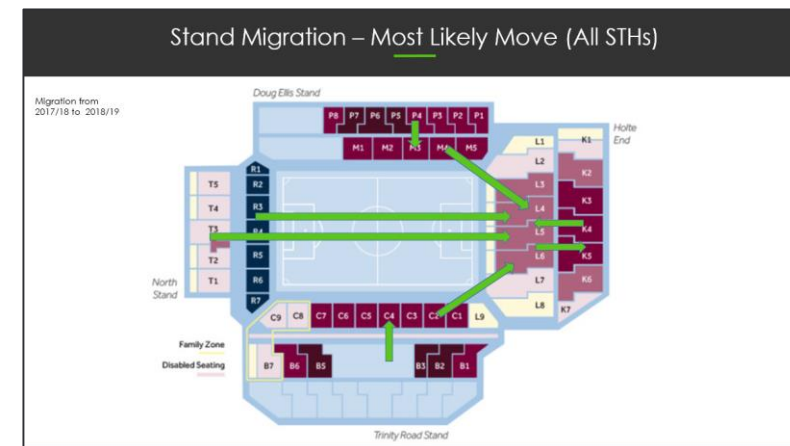 Stand Migration – Most Likely Move (All STHs)
Migration from
2017/18 to 2018/19
Doug Ellis Stand
P8 P7 P6 P5 P4 P3 P2 P1
M1 M2 M3 M4 M5
Holte
End
L1 K1
L2 K2
L3 K3
L4 K4
L5 K5
L6 K6
L7 K7
L8
L9
R1
R2
R3
R4
R5
R6
R7
T5
T4
T3
T2
T1
North
Stand
C9 C8 C7 C6 C5 C4 C3 C2 C1
Family Zone
Disabled Seating
B7 B6 B5 B3 B2 B1
Trinity Road Stand